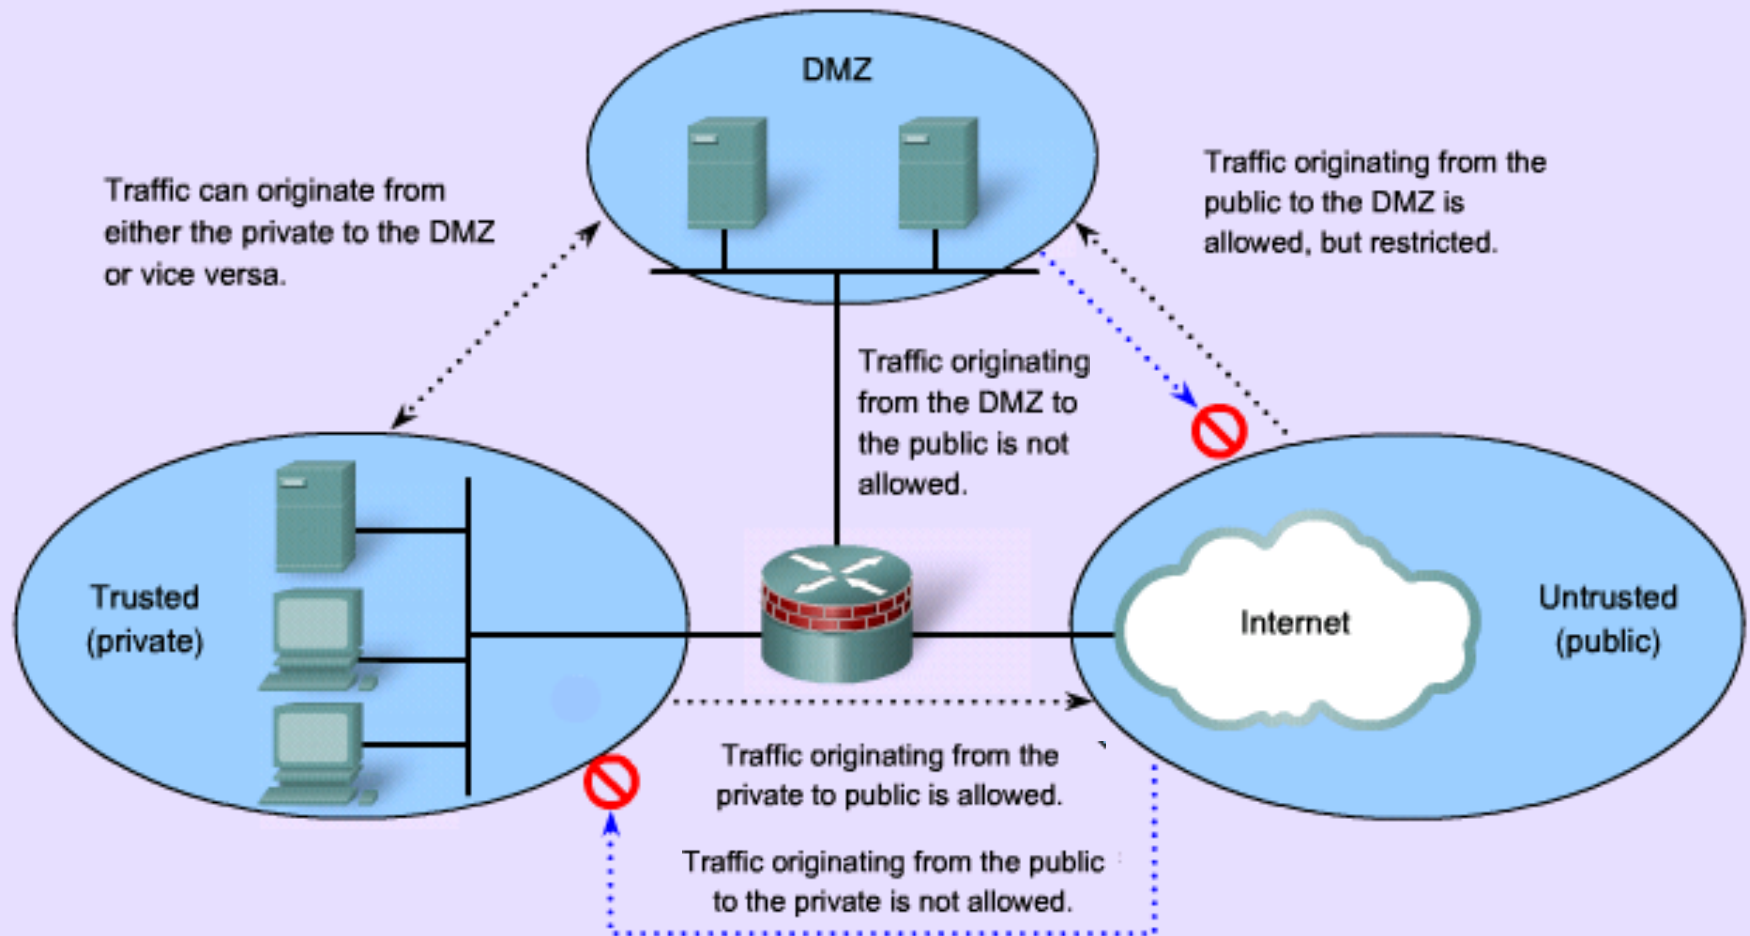 DMZ
Traffic can originate from
either the private to the DMZ
or vice versa.
Traffic originating from the
public to the DMZ is
allowed, but restricted.
Traffic originating
from the DMZ to
the public is not
allowed.
Trusted
(private)
Internet
Untrusted
(public)
Traffic originating from the
private to public is allowed.
Traffic originating from the public
to the private is not allowed.